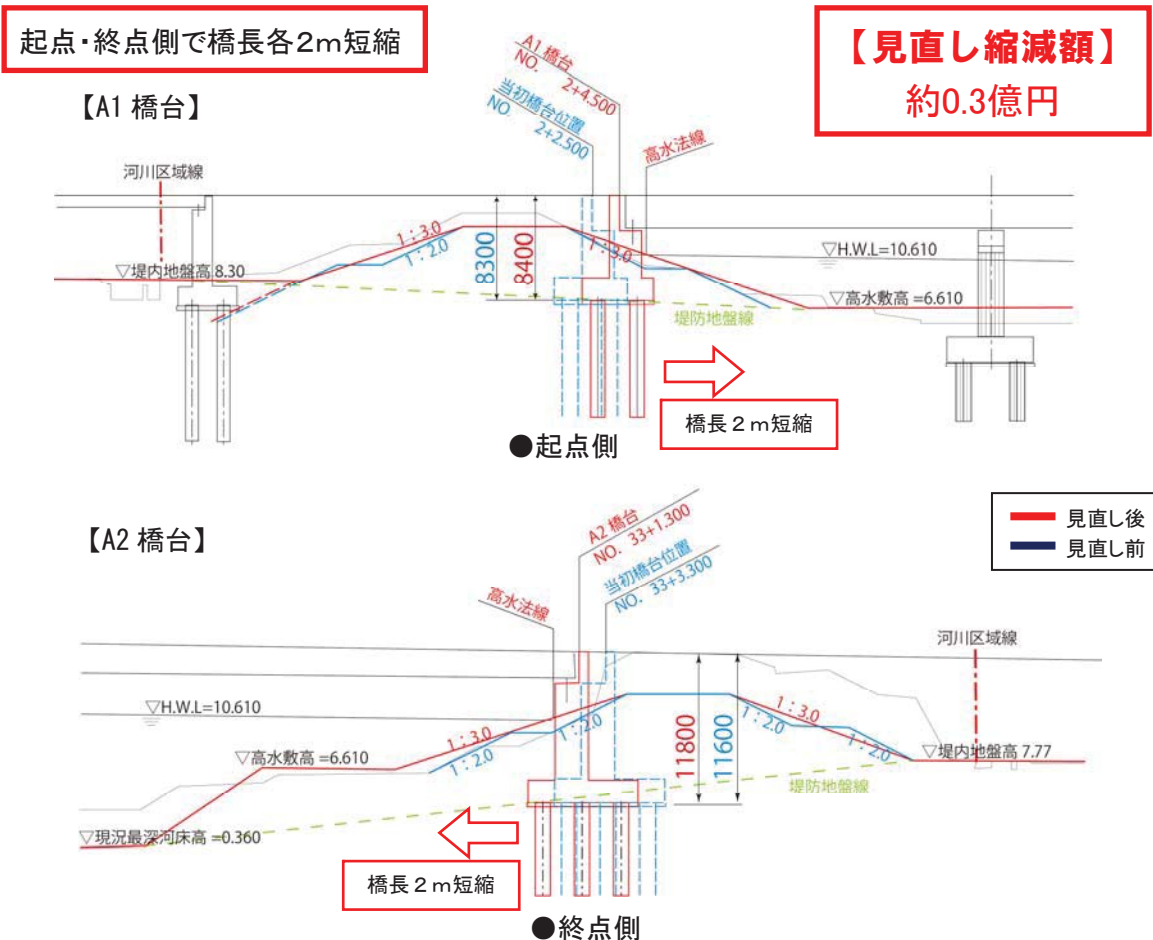 起点・終点側で橋長各2m短縮
【見直し縮減額】
約0.3億円
【A1 橋台】
A1 橋台
NO. 2+4.500
当初橋台位置
NO. 2+2.500
高水法線
河川区域線
1：3.0
1：2.0
8300
8400
1：3.0
▽H.W.L=10.610
▽堤内地盤高 8.30
▽高水敷高 =6.610
堤防地盤線
橋長２ｍ短縮
●起点側
【A2 橋台】
見直し後
見直し前
A2 橋台
NO. 33+1.300
当初橋台位置
NO. 33+3.300
高水法線
河川区域線
▽H.W.L=10.610
1：3.0
1：2.0
1：2.0
11800
11600
1：3.0
1：2.0
1：2.0
▽高水敷高 =6.610
▽堤内地盤高 7.77
堤防地盤線
▽現況最深河床高 =0.360
橋長２ｍ短縮
●終点側